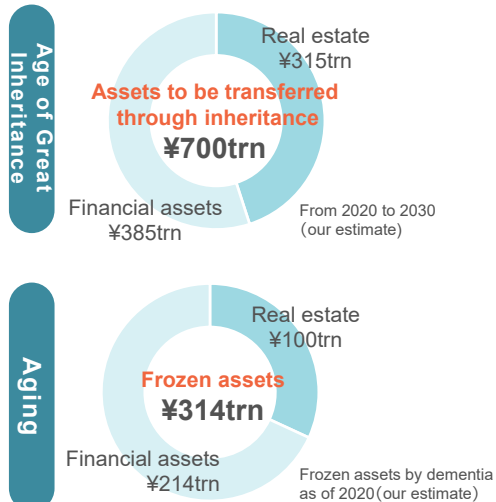 Age of Great
Inheritance
Real estate
¥315trn
Assets to be transferred
through inheritance
¥700trn
Financial assets
¥385trn
From 2020 to 2030
(our estimate)
Aging
Real estate
¥100trn
Frozen assets
¥314trn
Financial assets
¥214trn
Frozen assets by dementia
as of 2020(our estimate)